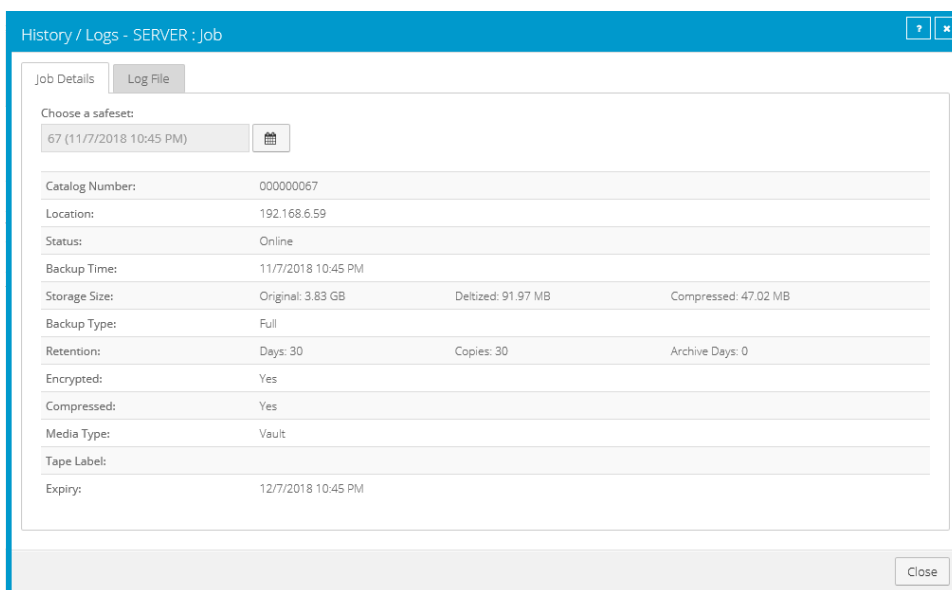 History / Logs - SERVER : Job
?
×
Job Details
Log File
Choose a safeset:
67 (11/7/2018 10:45 PM)
Catalog Number: 000000067
Location: 192.168.6.59
Status: Online
Backup Time: 11/7/2018 10:45 PM
Storage Size: Original: 3.83 GB Deltized: 91.97 MB Compressed: 47.02 MB
Backup Type: Full
Retention: Days: 30 Copies: 30 Archive Days: 0
Encrypted: Yes
Compressed: Yes
Media Type: Vault
Tape Label:
Expiry: 12/7/2018 10:45 PM
Close